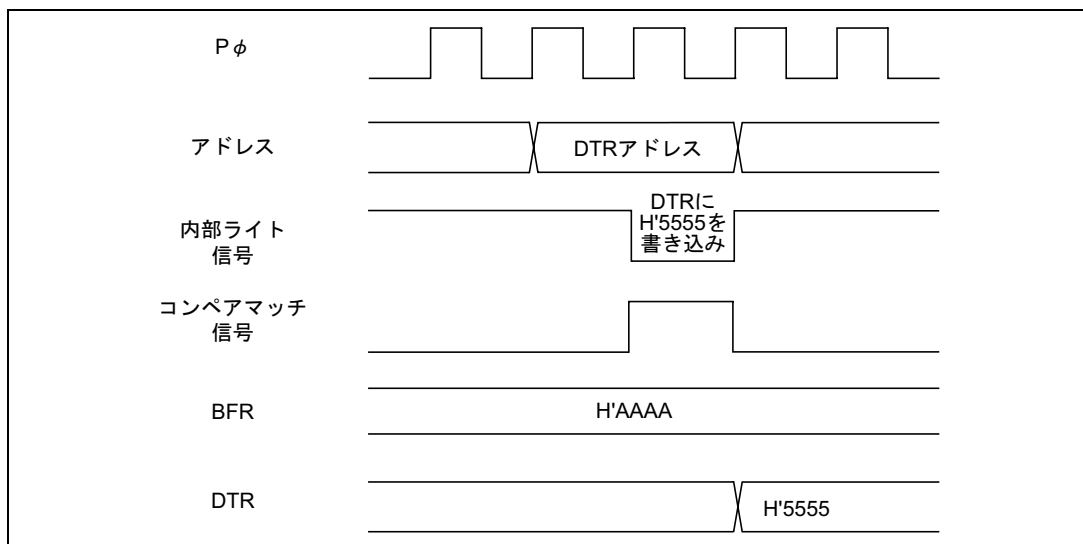 Pφ
アドレス
DTRアドレス
内部ライト
信号
DTRに
H'5555を
書き込み
コンペアマッチ
信号
BFR
H'AAAA
DTR
H'5555